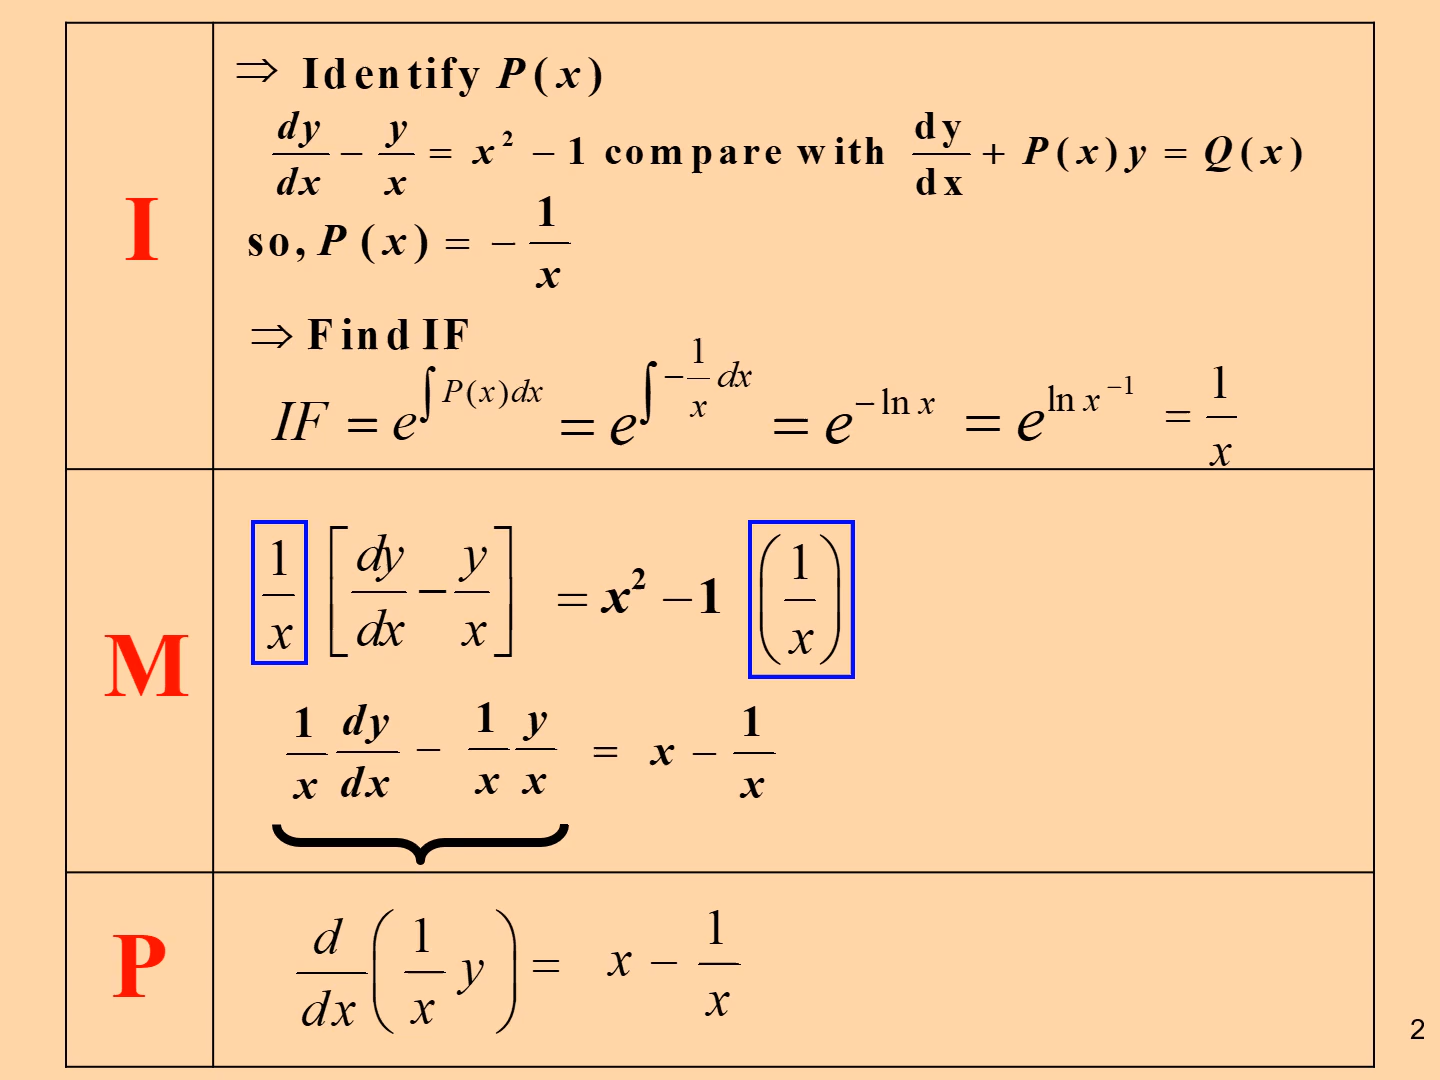 I
⇒ Identify P(x)
dy/dx − y/x = x² − 1 compare with dy/dx + P(x)y = Q(x)
so, P(x) = − 1/x
⇒ Find IF
IF = e^∫P(x)dx = e^∫−1/x dx = e^−ln x = e^ln x^−1 = 1/x
M
1/x [dy/dx − y/x] = x² − 1 (1/x)
1/x dy/dx − 1/x y/x = x − 1/x
P
d/dx (1/x y) = x − 1/x
2